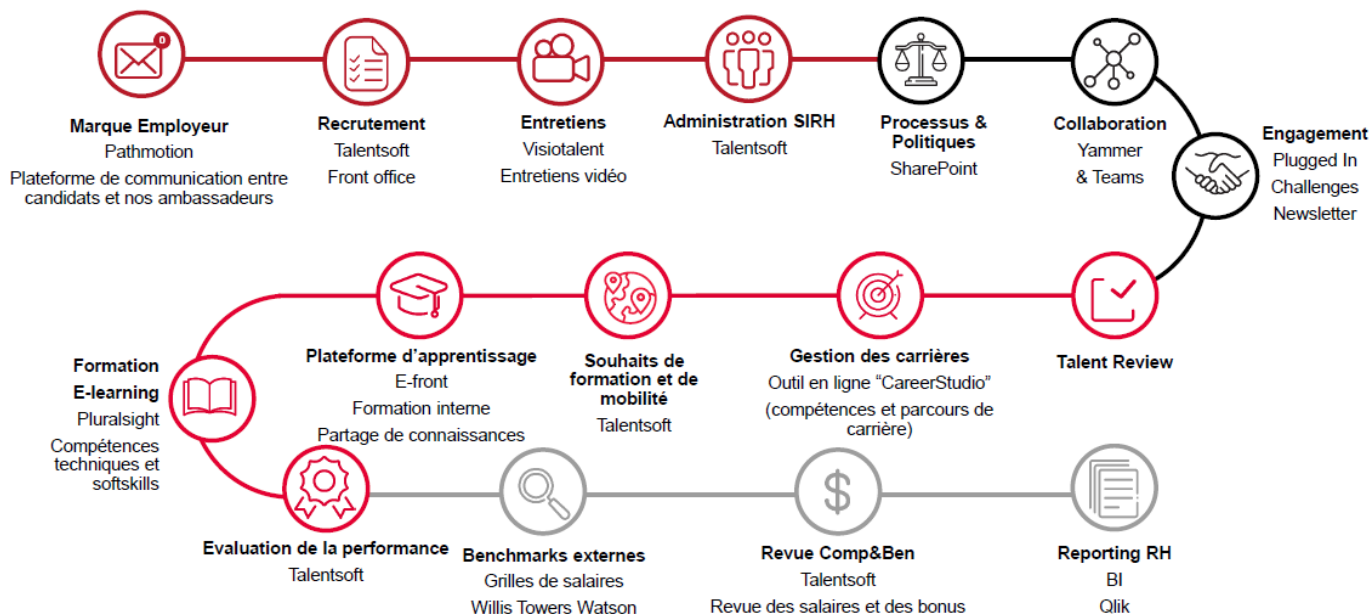 0
Marque Employeur
Pathmotion
Plateforme de communication entre
candidats et nos ambassadeurs
Recrutement
Talentsoft
Front office
Entretiens
Visiotalent
Entretiens vidéo
Administration SIRH
Talentsoft
Processus &
Politiques
SharePoint
Collaboration
Yammer
& Teams
Engagement
Plugged In
Challenges
Newsletter
Talent Review
Gestion des carrières
Outil en ligne “CareerStudio”
(compétences et parcours de
carrière)
Souhaits de
formation et de
mobilité
Talentsoft
Plateforme d’apprentissage
E-front
Formation interne
Partage de connaissances
Formation
E-learning
Pluralsight
Compétences
techniques et
softskills
Evaluation de la performance
Talentsoft
Benchmarks externes
Grilles de salaires
Willis Towers Watson
$
Revue Comp&Ben
Talentsoft
Revue des salaires et des bonus
Reporting RH
BI
Qlik